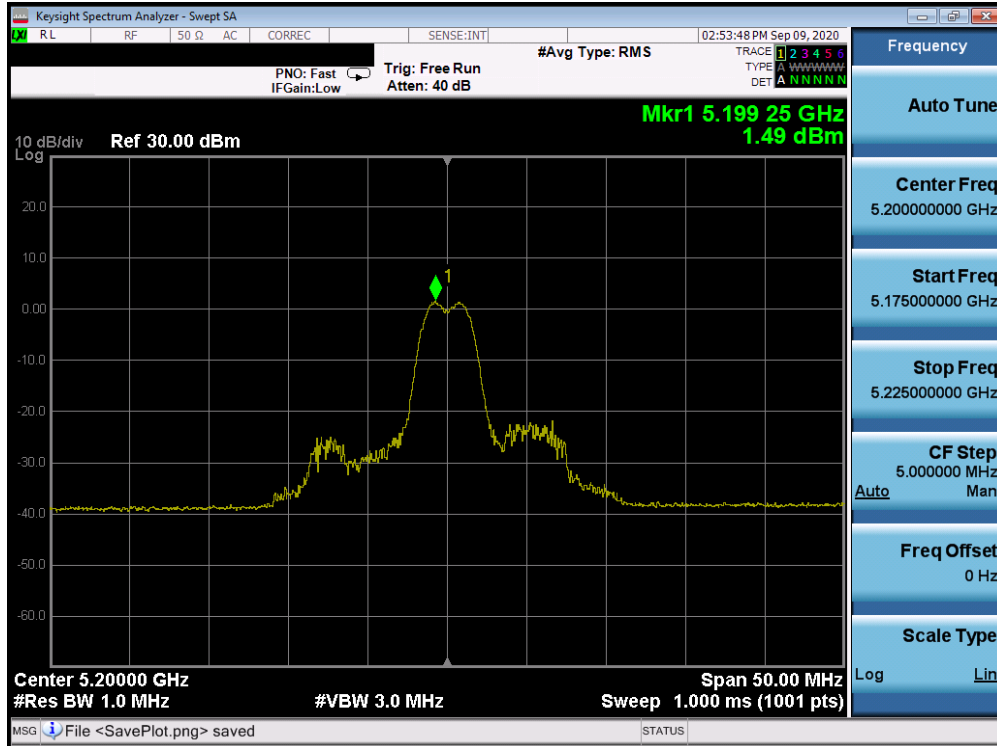 Keysight Spectrum Analyzer - Swept SA
LXI RL RF 50 Ω AC CORREC SENSE:INT 02:53:48 PM Sep 09, 2020
#Avg Type: RMS TRACE 1 2 3 4 5 6
PNO: Fast Trig: Free Run TYPE A WWWWW
IFGain:Low Atten: 40 dB DET A N N N N N
Mkr1 5.199 25 GHz
1.49 dBm
10 dB/div Ref 30.00 dBm
Log
20.0
10.0
1
0.00
-10.0
-20.0
-30.0
-40.0
-50.0
-60.0
Center 5.20000 GHz Span 50.00 MHz
#Res BW 1.0 MHz #VBW 3.0 MHz Sweep 1.000 ms (1001 pts)
MSG File <SavePlot.png> saved STATUS
Frequency
Auto Tune
Center Freq
5.200000000 GHz
Start Freq
5.175000000 GHz
Stop Freq
5.225000000 GHz
CF Step
5.000000 MHz
Auto Man
Freq Offset
0 Hz
Scale Type
Log Lin